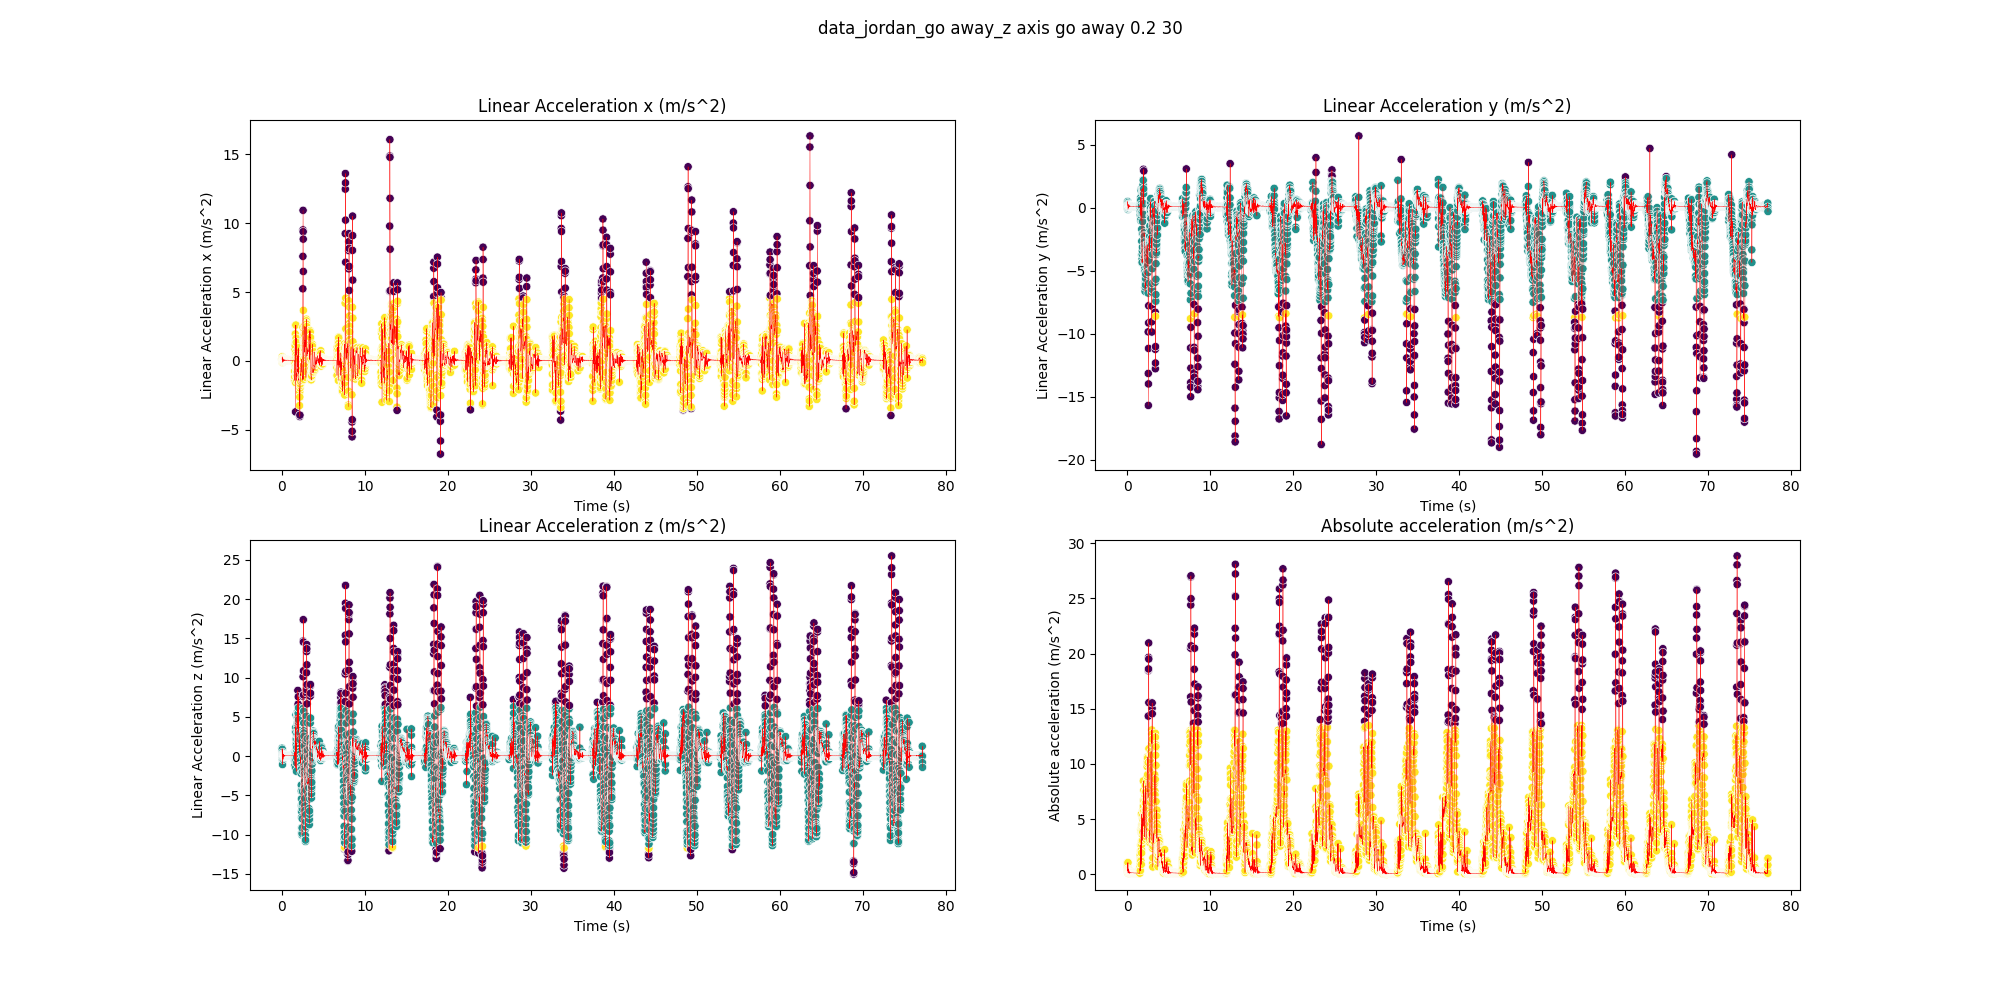 data_jordan_go away_z axis go away 0.2 30
Linear Acceleration x (m/s^2)
Linear Acceleration x (m/s^2)
15
10
5
0
−5
0 10 20 30 40 50 60 70 80
Time (s)
Linear Acceleration y (m/s^2)
Linear Acceleration y (m/s^2)
5
0
−5
−10
−15
−20
0 10 20 30 40 50 60 70 80
Time (s)
Linear Acceleration z (m/s^2)
Linear Acceleration z (m/s^2)
25
20
15
10
5
0
−5
−10
−15
0 10 20 30 40 50 60 70 80
Time (s)
Absolute acceleration (m/s^2)
Absolute acceleration (m/s^2)
30
25
20
15
10
5
0
0 10 20 30 40 50 60 70 80
Time (s)